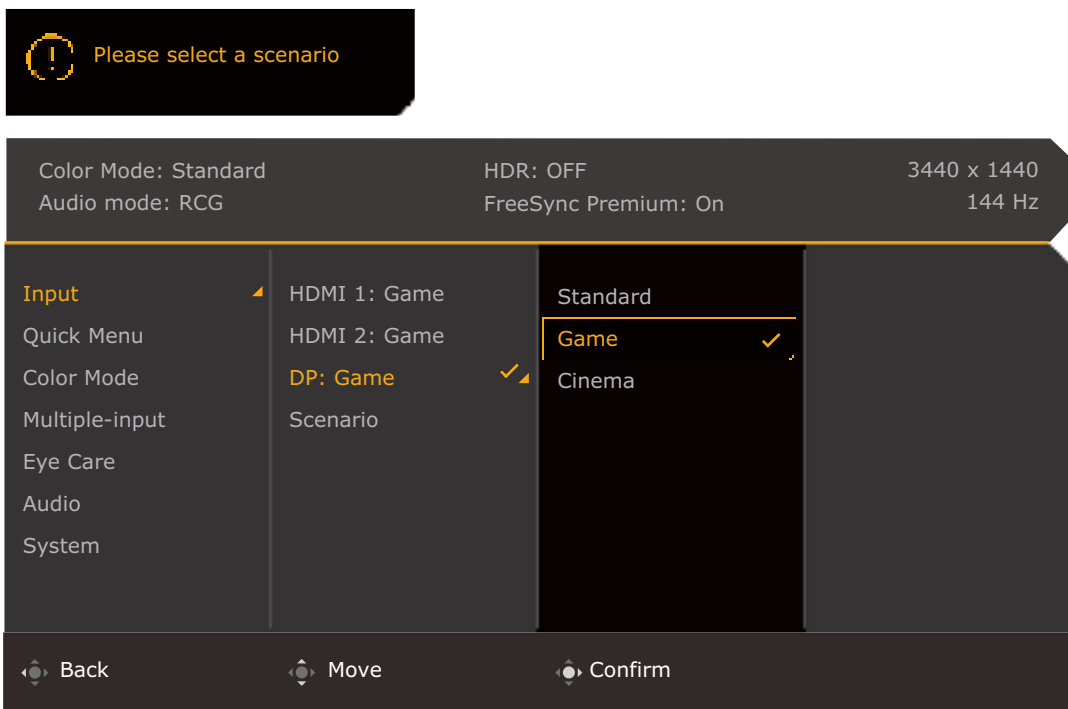 Please select a scenario
Color Mode: Standard
Audio mode: RCG
HDR: OFF
FreeSync Premium: On
3440 x 1440
144 Hz
Input
Quick Menu
Color Mode
Multiple-input
Eye Care
Audio
System
HDMI 1: Game
HDMI 2: Game
DP: Game
Scenario
Standard
Game
Cinema
Back
Move
Confirm